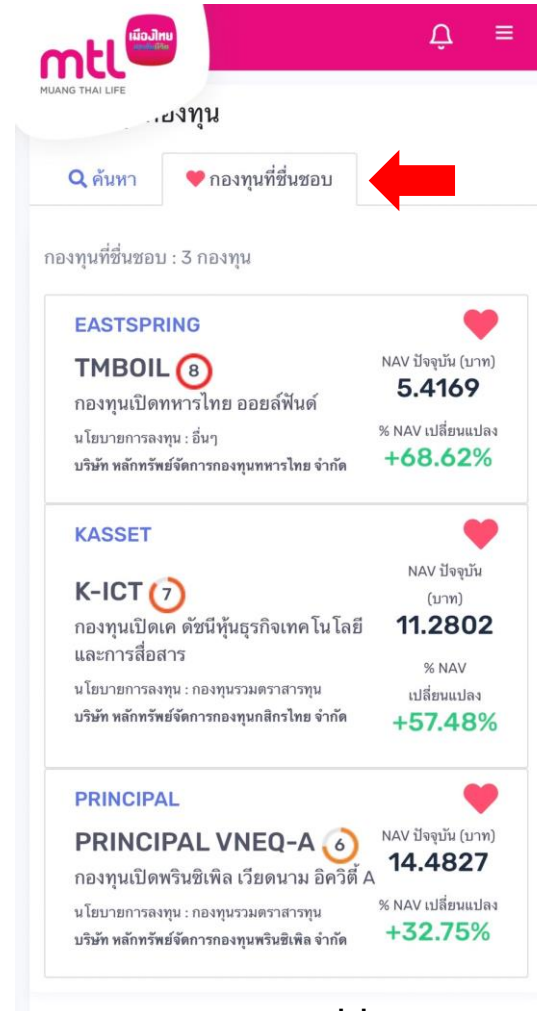 เมืองไทย
mtl
MUANG THAI LIFE
กองทุน
ค้นหา
กองทุนที่ชื่นชอบ
กองทุนที่ชื่นชอบ : 3 กองทุน
EASTSPRING
TMBOIL 8
กองทุนเปิดทหารไทย ออยล์ฟันด์
นโยบายการลงทุน : อื่นๆ
บริษัท หลักทรัพย์จัดการกองทุนทหารไทย จำกัด
NAV ปัจจุบัน (บาท)
5.4169
% NAV เปลี่ยนแปลง
+68.62%
KASSET
K-ICT 7
กองทุนเปิดเค ดัชนีหุ้นธุรกิจเทคโนโลยี
และการสื่อสาร
นโยบายการลงทุน : กองทุนรวมตราสารทุน
บริษัท หลักทรัพย์จัดการกองทุนกสิกรไทย จำกัด
NAV ปัจจุบัน
(บาท)
11.2802
% NAV
เปลี่ยนแปลง
+57.48%
PRINCIPAL
PRINCIPAL VNEQ-A 6
กองทุนเปิดพรินซิเพิล เวียดนาม อิควิตี้ A
นโยบายการลงทุน : กองทุนรวมตราสารทุน
บริษัท หลักทรัพย์จัดการกองทุนพรินซิเพิล จำกัด
NAV ปัจจุบัน (บาท)
14.4827
% NAV เปลี่ยนแปลง
+32.75%